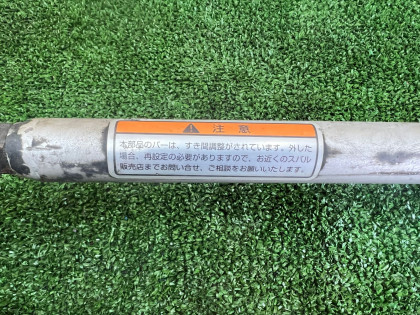 ⚠ 注意
本部品のバーは、すき間調整がされています。外した
場合、再設定の必要がありますので、お近くのスバル
販売店までお問い合せ、ご相談をお願いいたします。